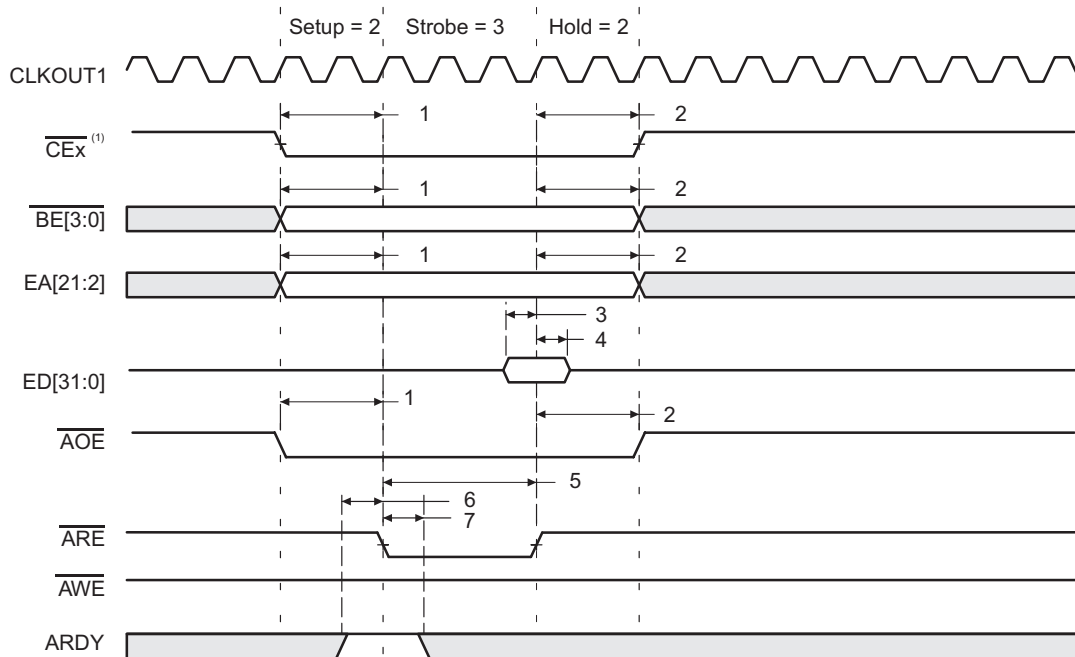 Setup = 2 Strobe = 3 Hold = 2
CLKOUT1
1 2
CEx (1)
1 2
BE[3:0]
1 2
EA[21:2]
3
4
ED[31:0]
1
2
AOE
5
6
7
ARE
AWE
ARDY